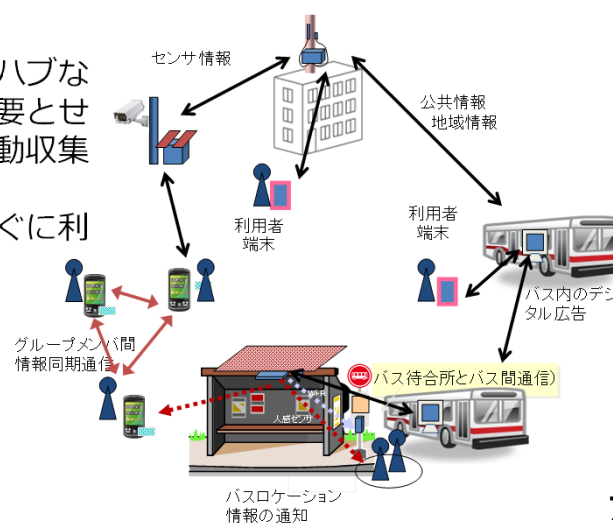 ハブな
要とせ
動収集
ぐに利
センサ情報
公共情報
地域情報
利用者
端末
利用者
端末
バス内のデジ
タル広告
グループメンバ間
情報同期通信
バス待合所とバス間通信)
人感センサ
バスロケーション
情報の通知